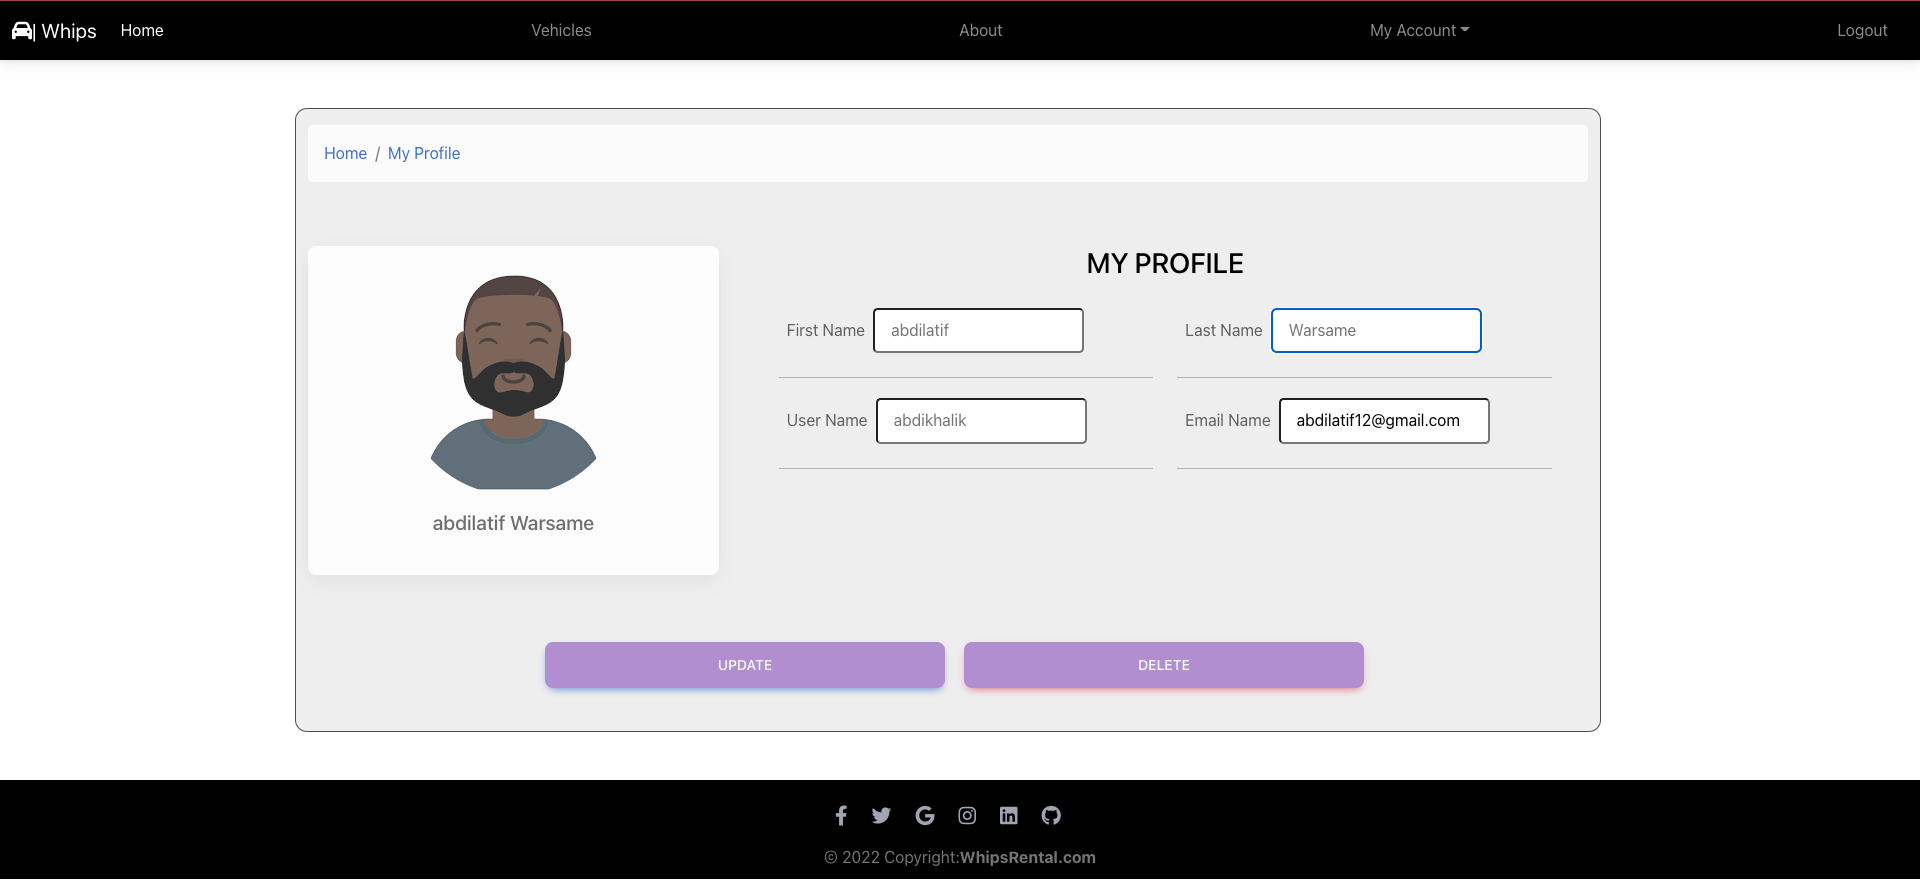 Whips Home Vehicles About My Account Logout
Home / My Profile
MY PROFILE
First Name abdilatif Last Name Warsame
User Name abdikhalik Email Name abdilatif12@gmail.com
abdilatif Warsame
UPDATE DELETE
© 2022 Copyright:WhipsRental.com